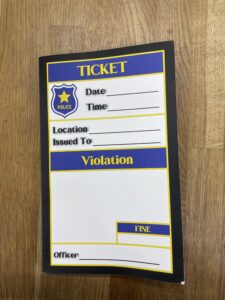 TICKET
Date:
Time:
POLICE
Location:
Issued To:
Violation
FINE
Officer: